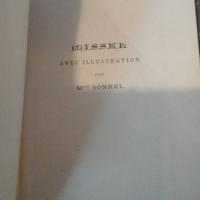 MISSEL
AVEC ILLUSTRATION
PAR
Mme SORREL